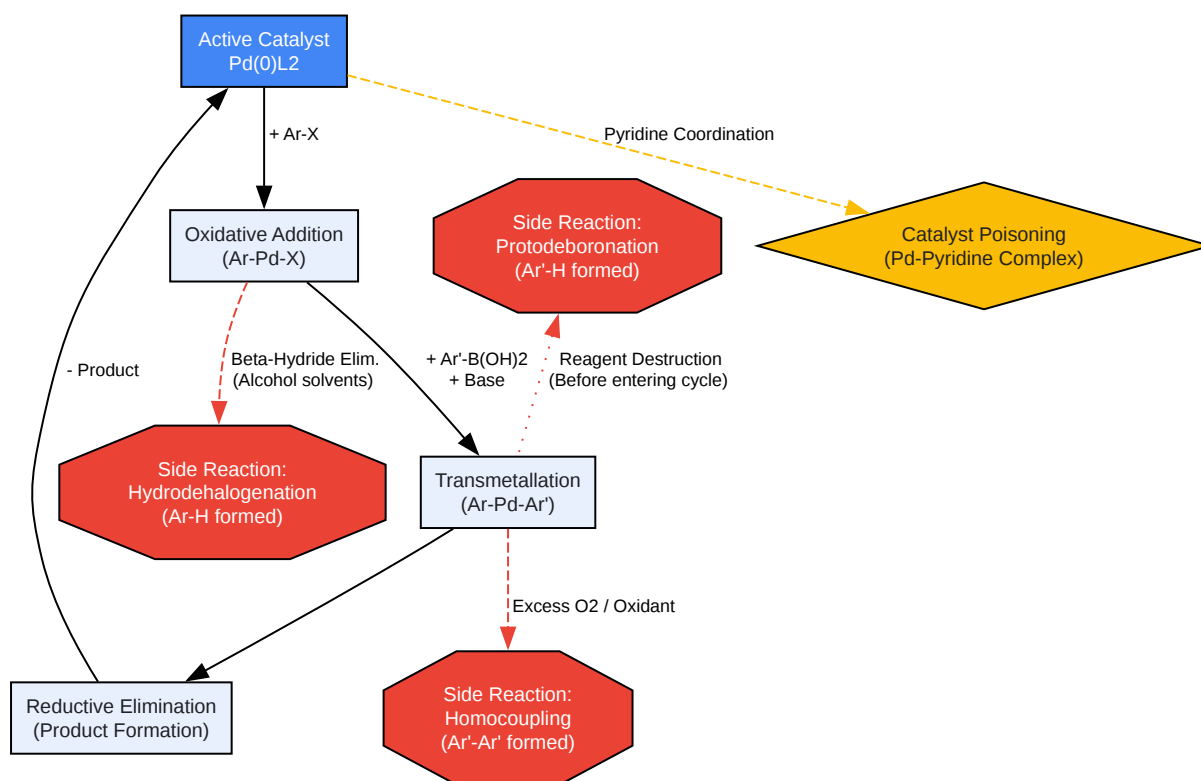 Active Catalyst
Pd(0)L2
+ Ar-X
Pyridine Coordination
Oxidative Addition
(Ar-Pd-X)
Side Reaction:
Protodeboronation
(Ar'-H formed)
Catalyst Poisoning
(Pd-Pyridine Complex)
- Product
Beta-Hydride Elim.
(Alcohol solvents)
+ Ar'-B(OH)2
+ Base
Reagent Destruction
(Before entering cycle)
Side Reaction:
Hydrodehalogenation
(Ar-H formed)
Transmetallation
(Ar-Pd-Ar')
Excess O2 / Oxidant
Reductive Elimination
(Product Formation)
Side Reaction:
Homocoupling
(Ar'-Ar' formed)